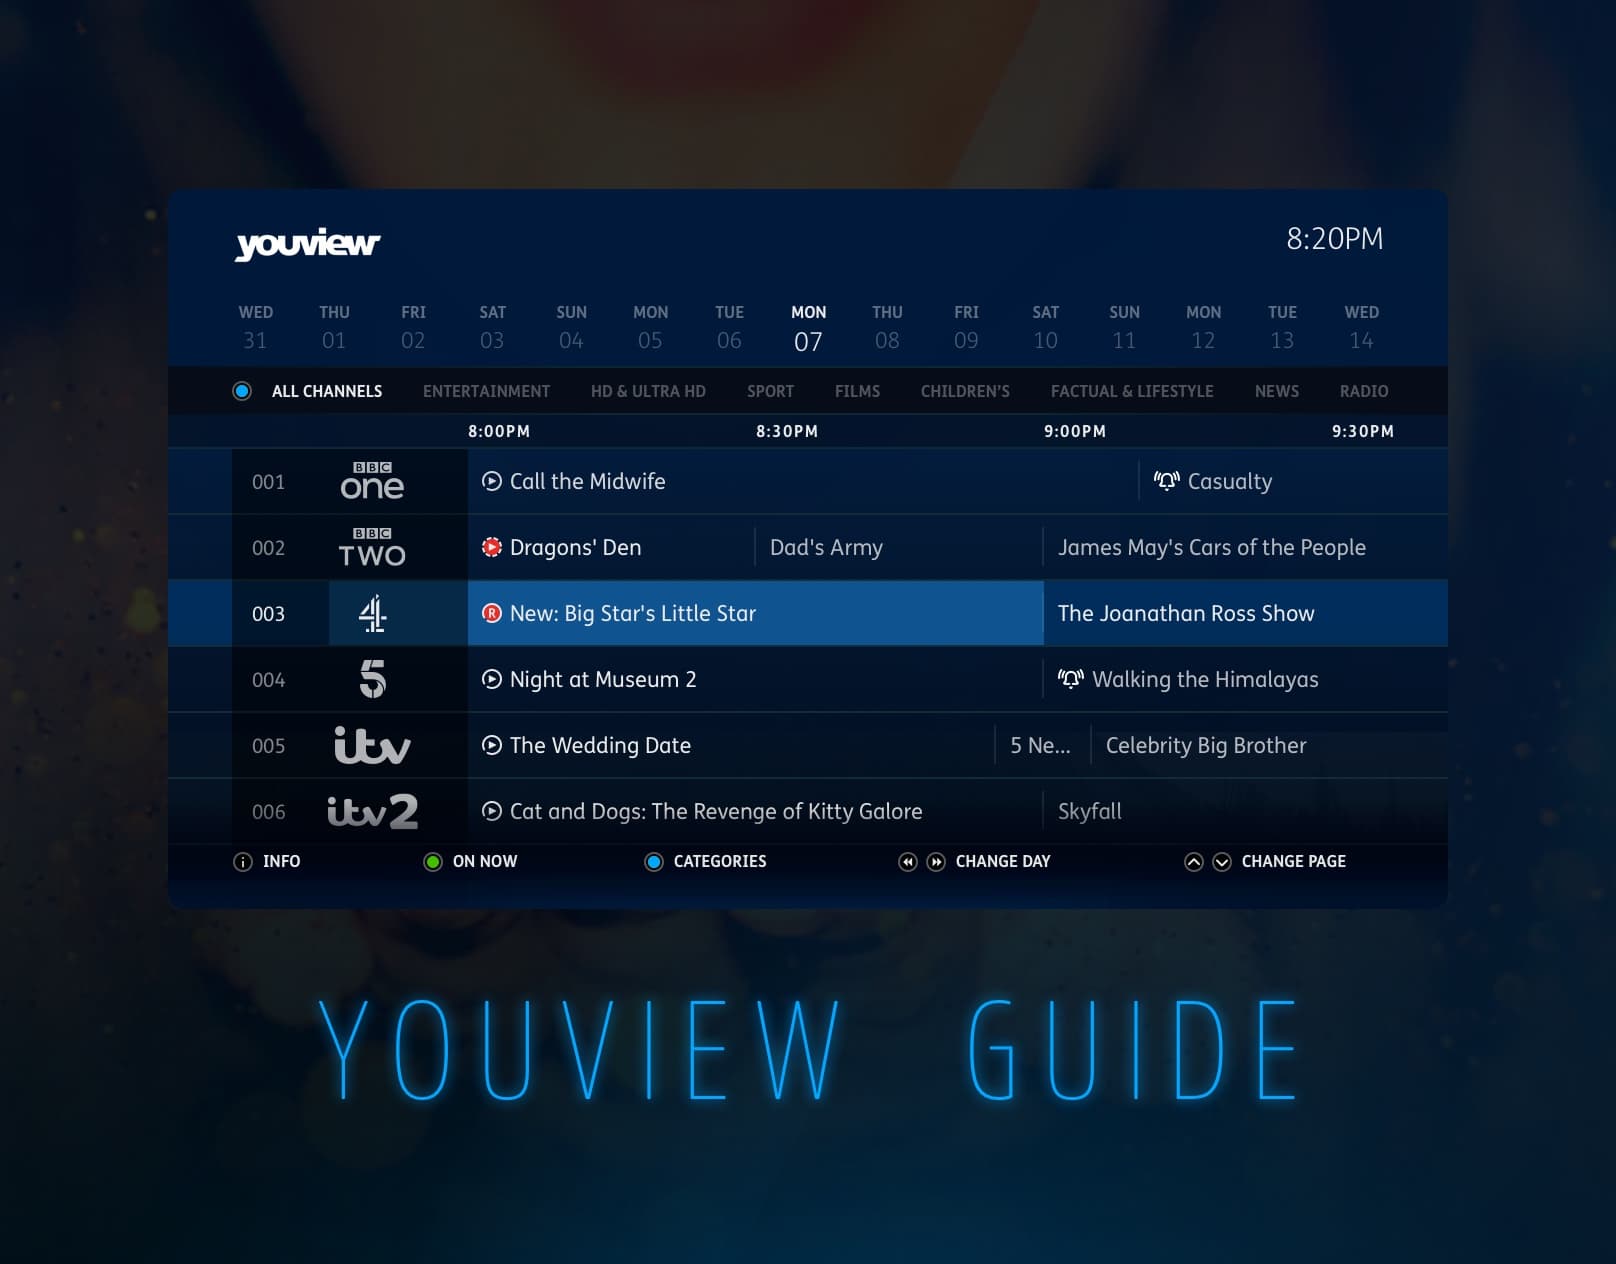 youview 8:20PM
WED THU FRI SAT SUN MON TUE MON THU FRI SAT SUN MON TUE WED
31 01 02 03 04 05 06 07 08 09 10 11 12 13 14
ALL CHANNELS ENTERTAINMENT HD & ULTRA HD SPORT FILMS CHILDREN'S FACTUAL & LIFESTYLE NEWS RADIO
8:00PM 8:30PM 9:00PM 9:30PM
001 BBC one Call the Midwife Casualty
002 BBC TWO Dragons' Den Dad's Army James May's Cars of the People
003 4 R New: Big Star's Little Star The Joanathan Ross Show
004 5 Night at Museum 2 Walking the Himalayas
005 itv The Wedding Date 5 Ne... Celebrity Big Brother
006 itv2 Cat and Dogs: The Revenge of Kitty Galore Skyfall
i INFO ON NOW CATEGORIES CHANGE DAY CHANGE PAGE
YOUVIEW GUIDE